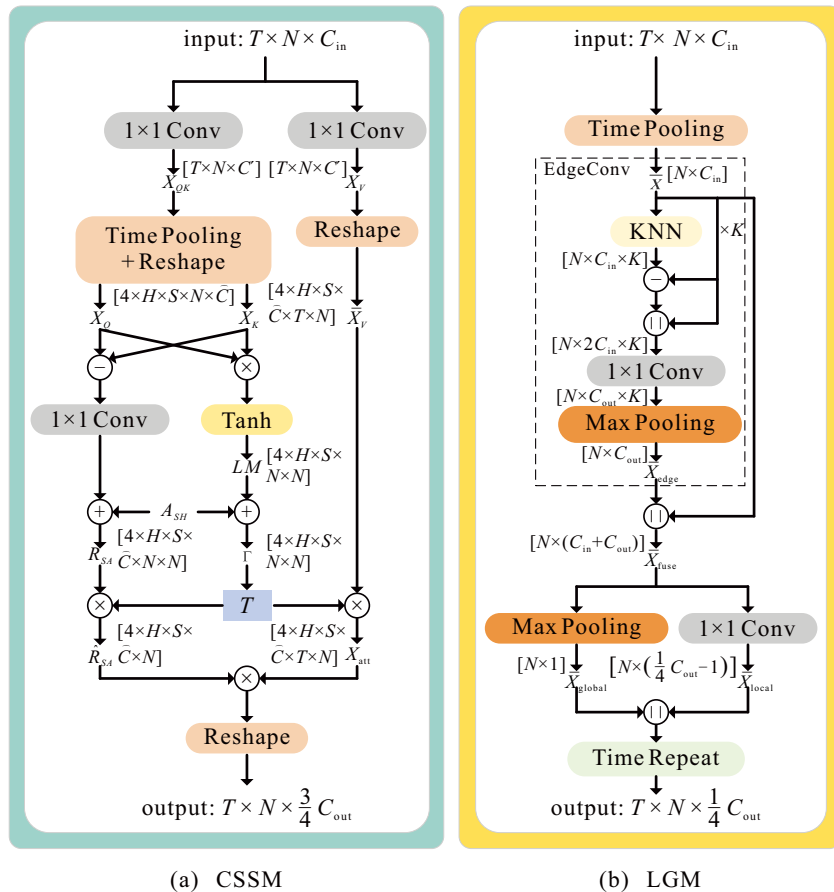 input: T × N × C_in
1×1 Conv
1×1 Conv
X_QK
[T×N×C′]
[T×N×C′]
X_V
Time Pooling
+ Reshape
Reshape
[4×H×S×N×C̄]
[4×H×S×
C̄×T×N]
X_Q
X_K
X̄_V
−
×
1×1 Conv
Tanh
LM
[4×H×S×
N×N]
+
A_SH
+
R_SA
[4×H×S×
C̄×N×N]
Γ
[4×H×S×
N×N]
×
T
×
R̂_SA
[4×H×S×
C̄×N]
[4×H×S×
C̄×T×N]
X_att
×
Reshape
output: T × N × 3/4 C_out
(a) CSSM
input: T × N × C_in
Time Pooling
EdgeConv
X̄
[N×C_in]
KNN
×K
[N×C_in×K]
−
||
[N×2C_in×K]
1×1 Conv
[N×C_out×K]
Max Pooling
[N×C_out]
X̄_edge
||
[N×(C_in+C_out)]
X̄_fuse
Max Pooling
1×1 Conv
[N×1]
X̄_global
[N×(1/4 C_out−1)]
X̄_local
||
Time Repeat
output: T × N × 1/4 C_out
(b) LGM